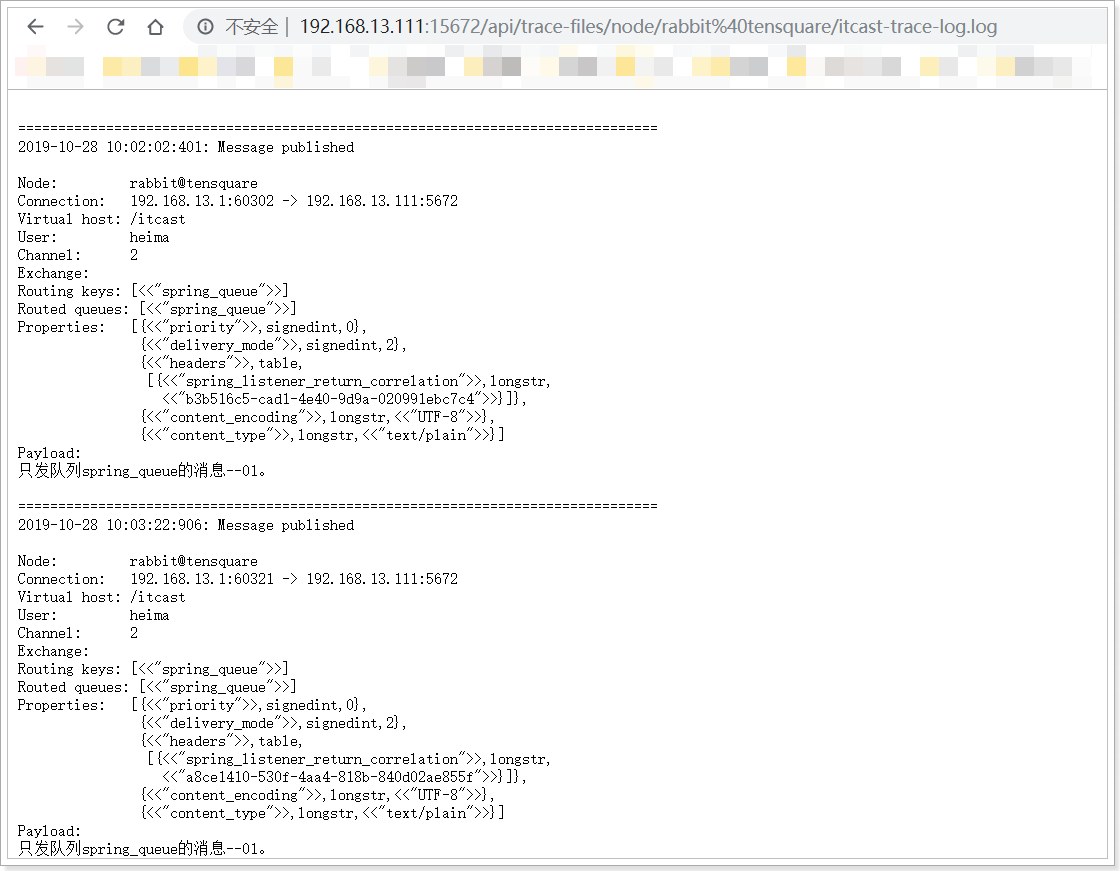 不安全 | 192.168.13.111:15672/api/trace-files/node/rabbit%40tensquare/itcast-trace-log.log
================================================================================
2019-10-28 10:02:02:401: Message published
Node:         rabbit@tensquare
Connection:   192.168.13.1:60302 -> 192.168.13.111:5672
Virtual host: /itcast
User:         heima
Channel:      2
Exchange:
Routing keys: [<<"spring_queue">>]
Routed queues: [<<"spring_queue">>]
Properties:   [{<<"priority">>,signedint,0},
               {<<"delivery_mode">>,signedint,2},
               {<<"headers">>,table,
                [{<<"spring_listener_return_correlation">>,longstr,
                  <<"b3b516c5-cad1-4e40-9d9a-020991ebc7c4">>}]},
               {<<"content_encoding">>,longstr,<<"UTF-8">>},
               {<<"content_type">>,longstr,<<"text/plain">>}]
Payload:
只发队列spring_queue的消息--01。
================================================================================
2019-10-28 10:03:22:906: Message published
Node:         rabbit@tensquare
Connection:   192.168.13.1:60321 -> 192.168.13.111:5672
Virtual host: /itcast
User:         heima
Channel:      2
Exchange:
Routing keys: [<<"spring_queue">>]
Routed queues: [<<"spring_queue">>]
Properties:   [{<<"priority">>,signedint,0},
               {<<"delivery_mode">>,signedint,2},
               {<<"headers">>,table,
                [{<<"spring_listener_return_correlation">>,longstr,
                  <<"a8ce1410-530f-4aa4-818b-840d02ae855f">>}]},
               {<<"content_encoding">>,longstr,<<"UTF-8">>},
               {<<"content_type">>,longstr,<<"text/plain">>}]
Payload:
只发队列spring_queue的消息--01。